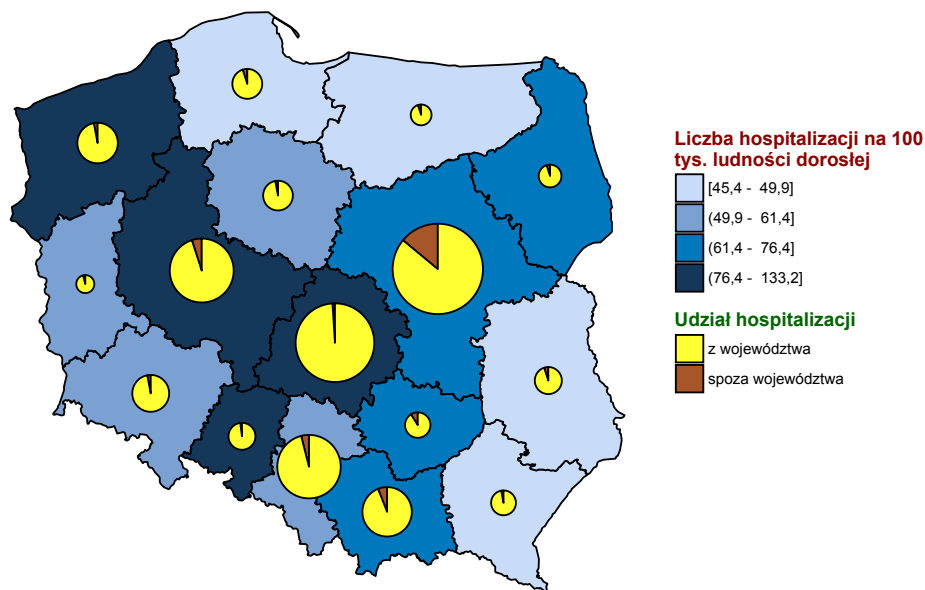 Liczba hospitalizacji na 100
tys. ludności dorosłej
[45,4 - 49,9]
(49,9 - 61,4]
(61,4 - 76,4]
(76,4 - 133,2]
Udział hospitalizacji
z województwa
spoza województwa